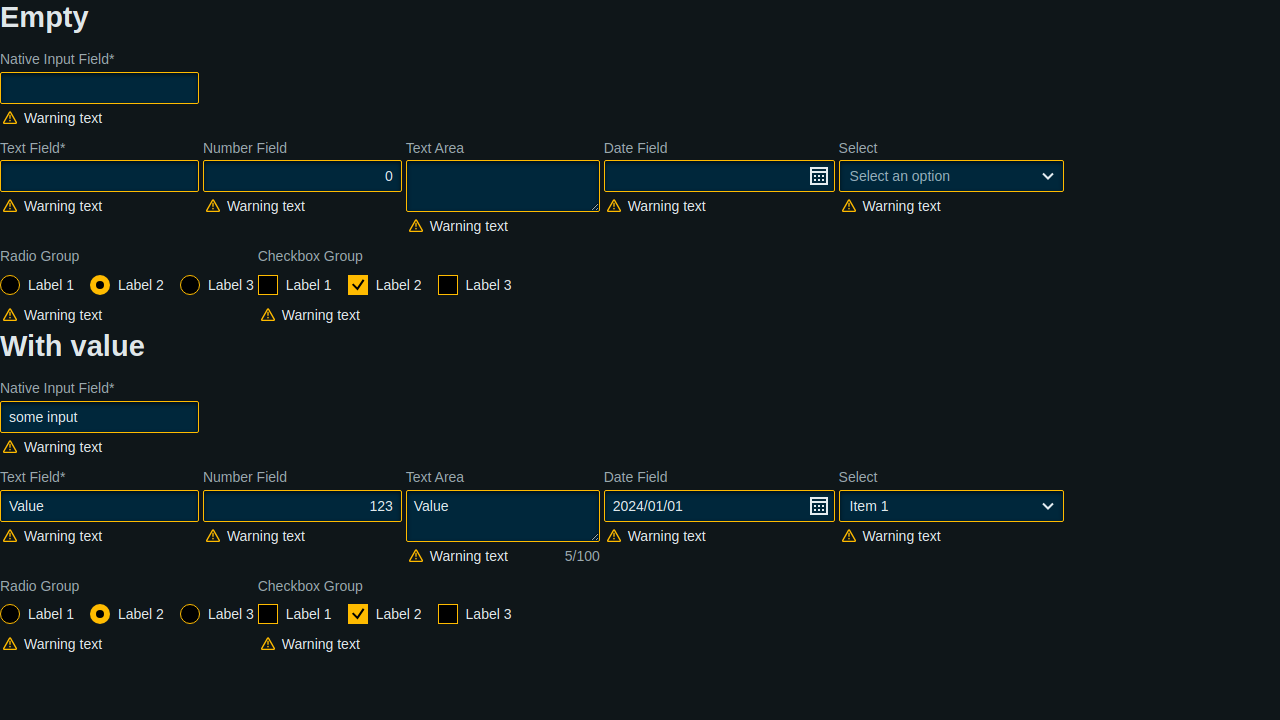 Empty
Native Input Field*
Warning text
Text Field* Number Field Text Area Date Field Select
0 Select an option
Warning text Warning text Warning text Warning text
Warning text
Radio Group Checkbox Group
Label 1 Label 2 Label 3 Label 1 Label 2 Label 3
Warning text Warning text
With value
Native Input Field*
some input
Warning text
Text Field* Number Field Text Area Date Field Select
Value 123 Value 2024/01/01 Item 1
Warning text Warning text Warning text Warning text
Warning text 5/100
Radio Group Checkbox Group
Label 1 Label 2 Label 3 Label 1 Label 2 Label 3
Warning text Warning text